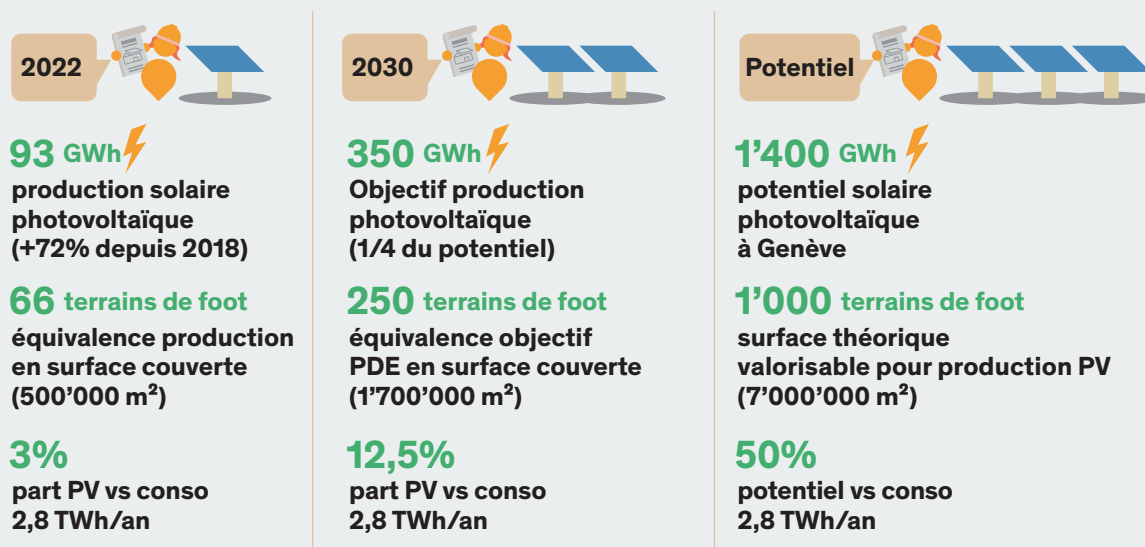 2022
93 GWh
production solaire
photovoltaïque
(+72% depuis 2018)
66 terrains de foot
équivalence production
en surface couverte
(500'000 m²)
3%
part PV vs conso
2,8 TWh/an
2030
350 GWh
Objectif production
photovoltaïque
(1/4 du potentiel)
250 terrains de foot
équivalence objectif
PDE en surface couverte
(1'700'000 m²)
12,5%
part PV vs conso
2,8 TWh/an
Potentiel
1'400 GWh
potentiel solaire
photovoltaïque
à Genève
1'000 terrains de foot
surface théorique
valorisable pour production PV
(7'000'000 m²)
50%
potentiel vs conso
2,8 TWh/an